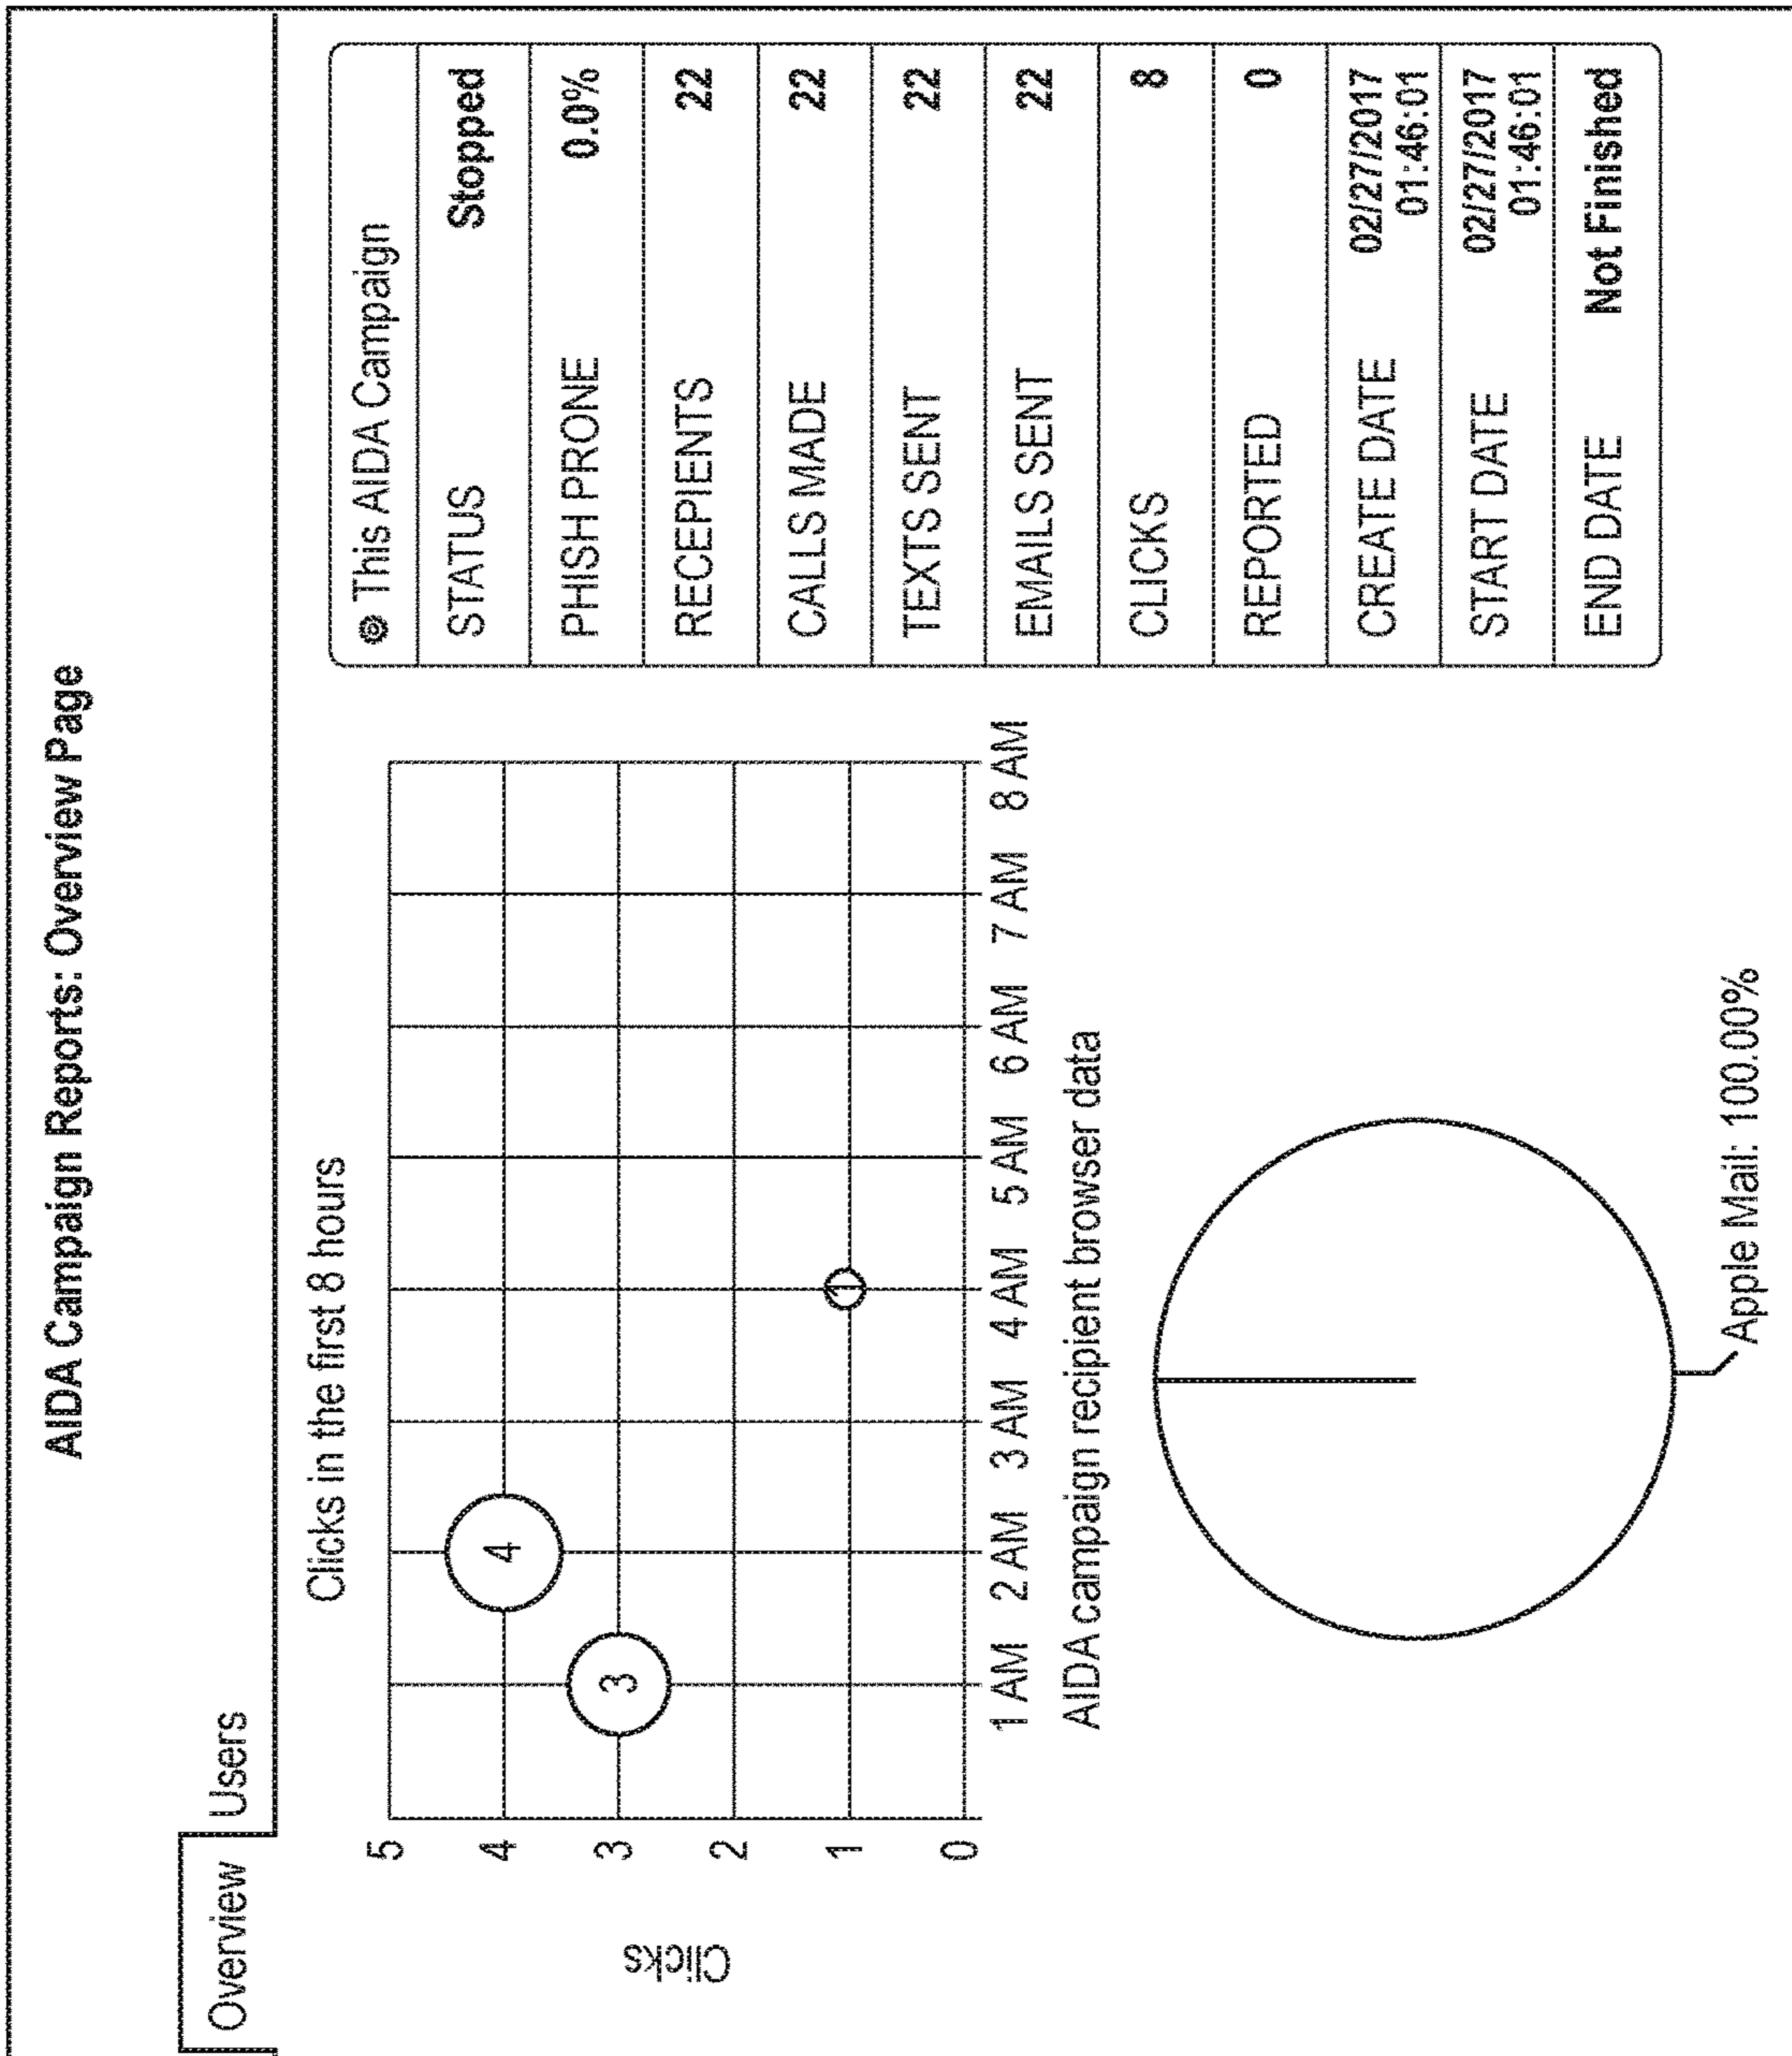 AIDA Campaign Reports: Overview Page
Overview Users
Clicks in the first 8 hours
Clicks
5
4
3
2
1
0
4
3
1
1 AM 2 AM 3 AM 4 AM 5 AM 6 AM 7 AM 8 AM
AIDA campaign recipient browser data
Apple Mail: 100.00%
This AIDA Campaign
STATUS Stopped
PHISH PRONE 0.0%
RECEPIENTS 22
CALLS MADE 22
TEXTS SENT 22
EMAILS SENT 22
CLICKS 8
REPORTED 0
CREATE DATE 02/27/2017
01:46:01
START DATE 02/27/2017
01:46:01
END DATE Not Finished